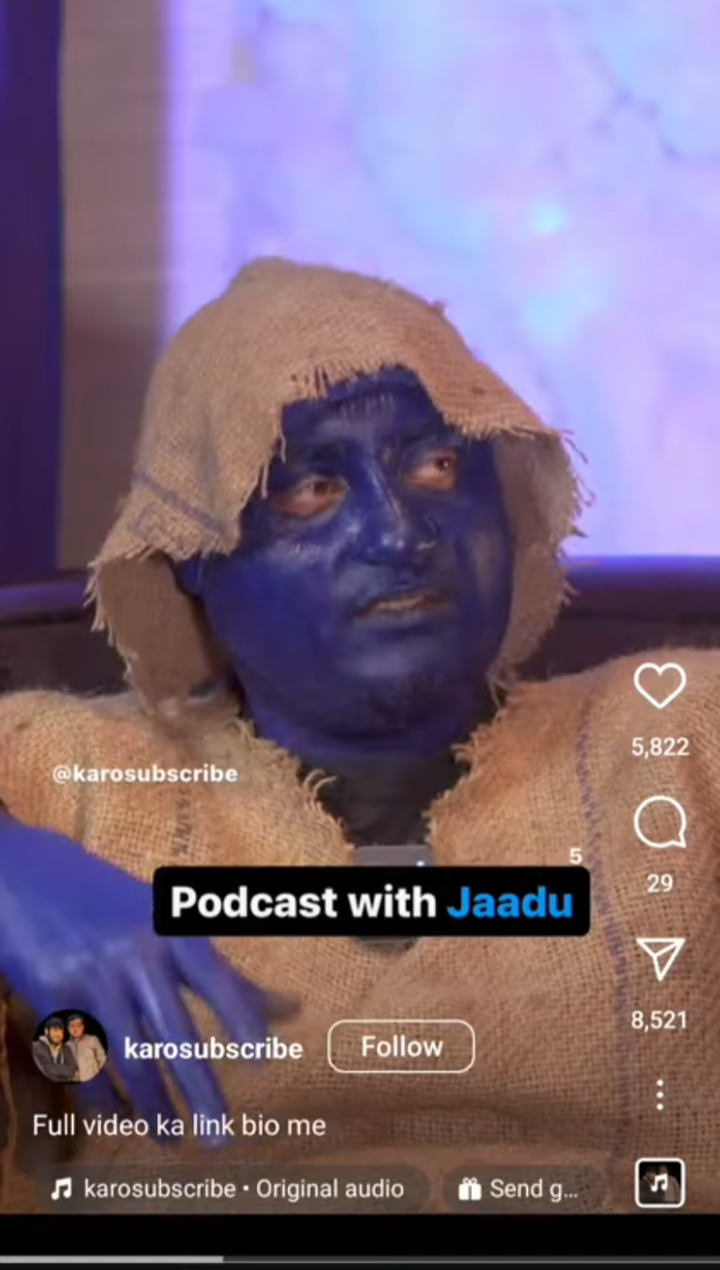 5,822
@karosubscribe
5
29
Podcast with Jaadu
8,521
karosubscribe Follow
Full video ka link bio me
karosubscribe • Original audio Send g...